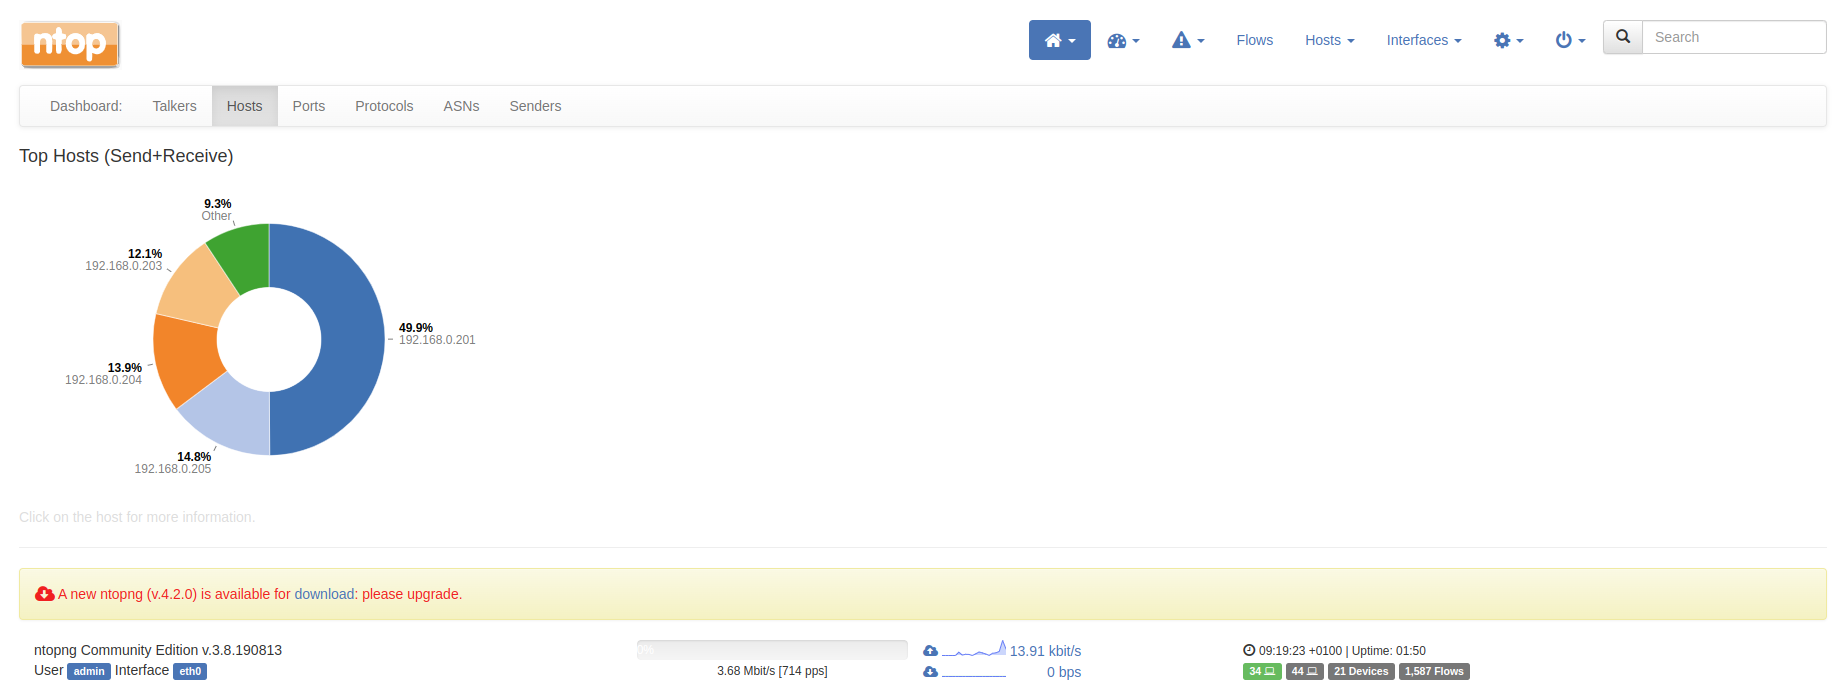 ntop
Flows Hosts Interfaces Search
Dashboard: Talkers Hosts Ports Protocols ASNs Senders
Top Hosts (Send+Receive)
9.3%
Other
12.1%
192.168.0.203
49.9%
192.168.0.201
13.9%
192.168.0.204
14.8%
192.168.0.205
Click on the host for more information.
A new ntopng (v.4.2.0) is available for download: please upgrade.
ntopng Community Edition v.3.8.190813
User admin Interface eth0
0%
3.68 Mbit/s [714 pps]
13.91 kbit/s
0 bps
09:19:23 +0100 | Uptime: 01:50
34 44 21 Devices 1,587 Flows